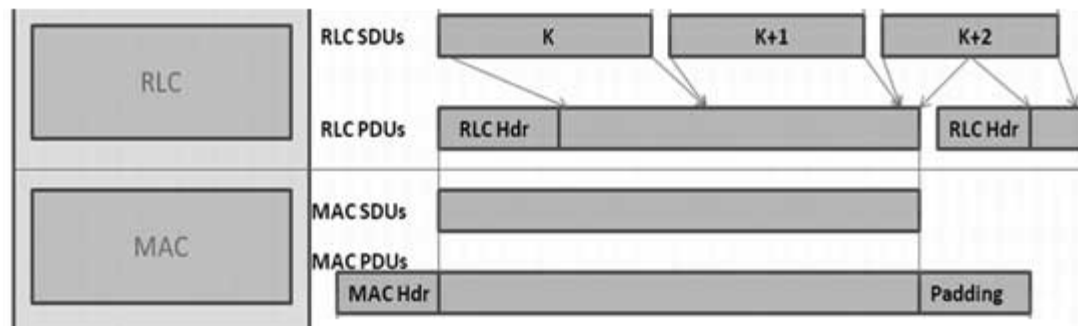 RLC SDUs K K+1 K+2
RLC
RLC PDUs RLC Hdr RLC Hdr
MAC SDUs
MAC
MAC PDUs
MAC Hdr Padding